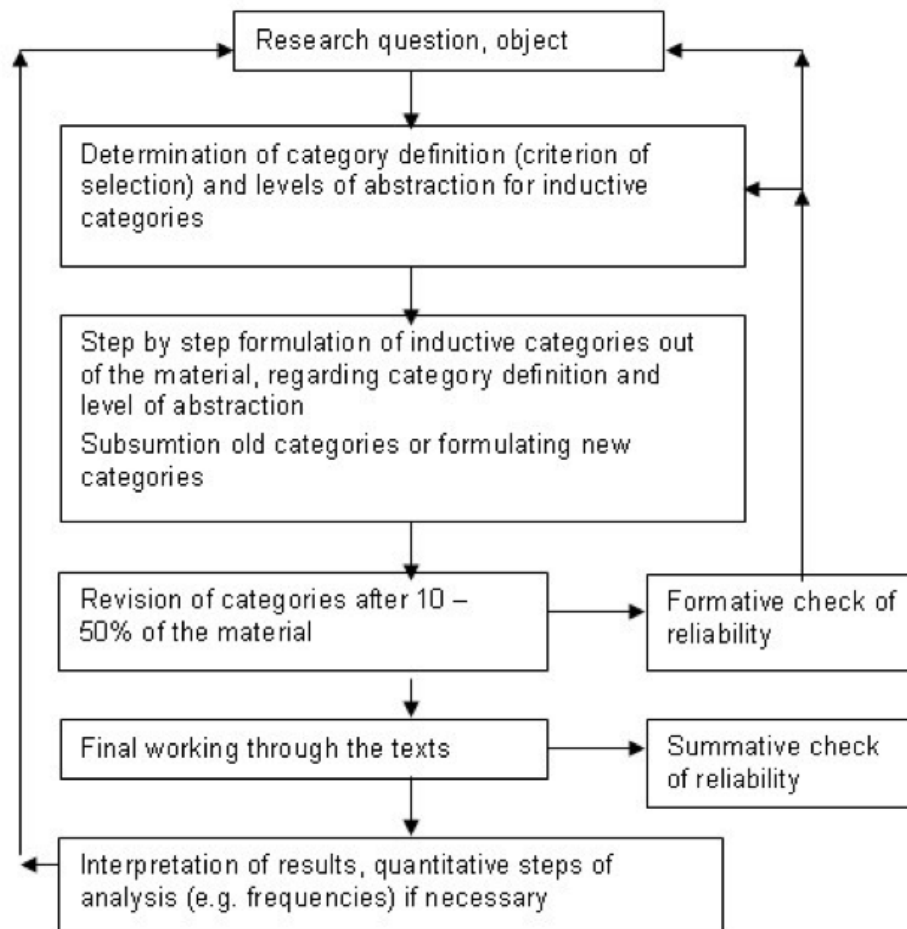 Research question, object
Determination of category definition (criterion of
selection) and levels of abstraction for inductive
categories
Step by step formulation of inductive categories out
of the material, regarding category definition and
level of abstraction
Subsumtion old categories or formulating new
categories
Revision of categories after 10 –
50% of the material
Formative check of
reliability
Final working through the texts
Summative check
of reliability
Interpretation of results, quantitative steps of
analysis (e.g. frequencies) if necessary